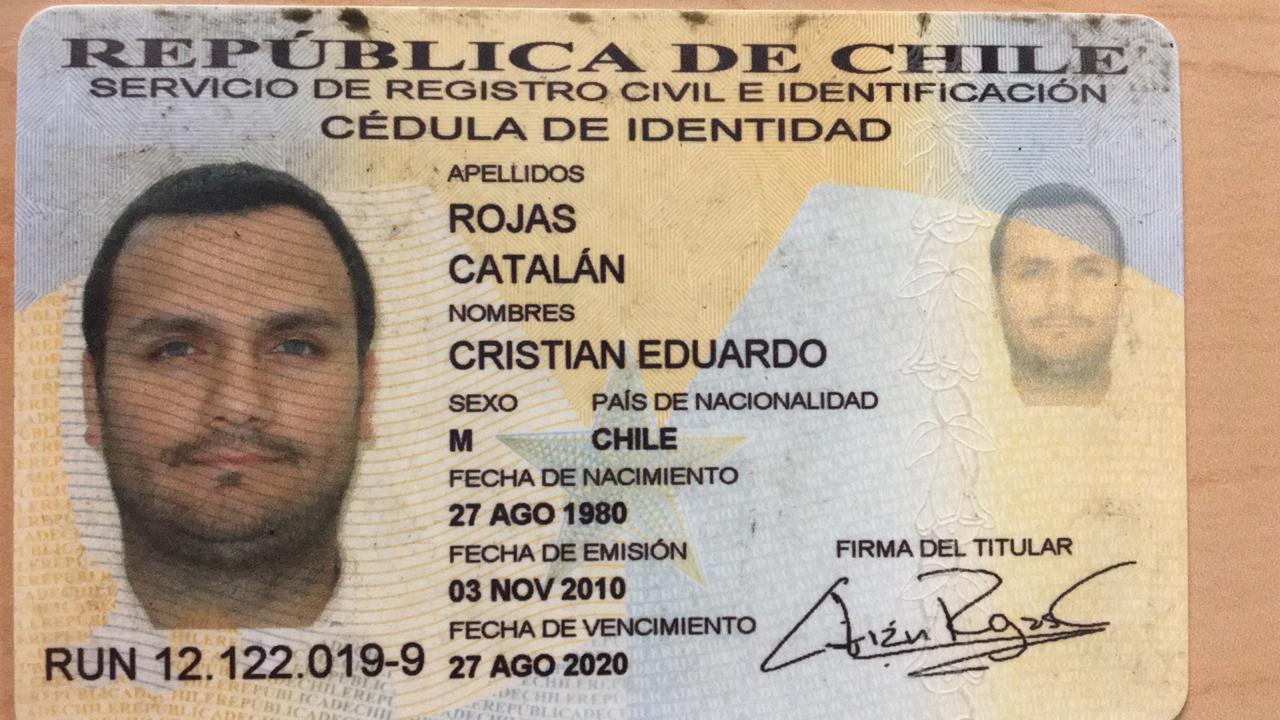 REPÚBLICA DE CHILE
SERVICIO DE REGISTRO CIVIL E IDENTIFICACIÓN
CÉDULA DE IDENTIDAD
APELLIDOS
ROJAS
CATALÁN
NOMBRES
CRISTIAN EDUARDO
SEXO PAÍS DE NACIONALIDAD
M CHILE
FECHA DE NACIMIENTO
27 AGO 1980
FECHA DE EMISIÓN
03 NOV 2010
FECHA DE VENCIMIENTO
27 AGO 2020
FIRMA DEL TITULAR
RUN 12.122.019-9